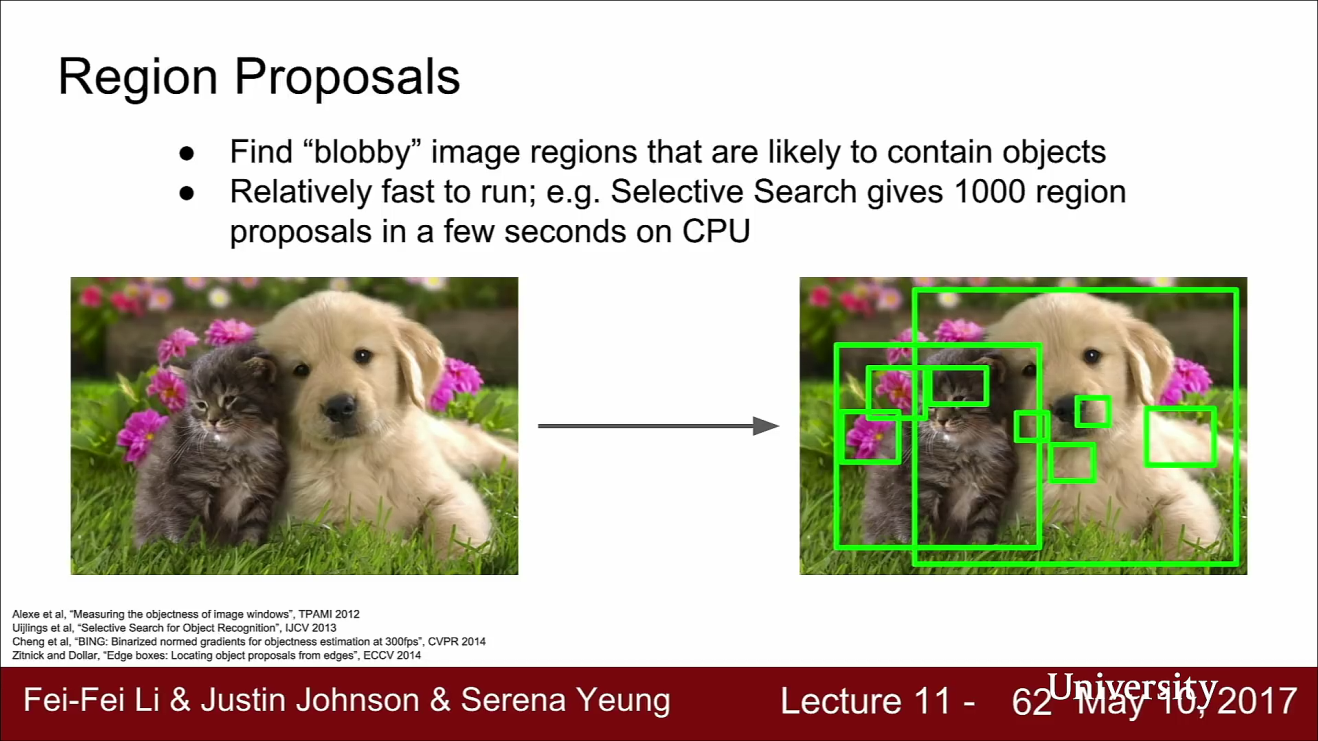 Region Proposals
● Find “blobby” image regions that are likely to contain objects
● Relatively fast to run; e.g. Selective Search gives 1000 region
proposals in a few seconds on CPU
Alexe et al, “Measuring the objectness of image windows”, TPAMI 2012
Uijlings et al, “Selective Search for Object Recognition”, IJCV 2013
Cheng et al, “BING: Binarized normed gradients for objectness estimation at 300fps”, CVPR 2014
Zitnick and Dollar, “Edge boxes: Locating object proposals from edges”, ECCV 2014
Fei-Fei Li & Justin Johnson & Serena Yeung
Lecture 11 - 62 May 10, 2017
University